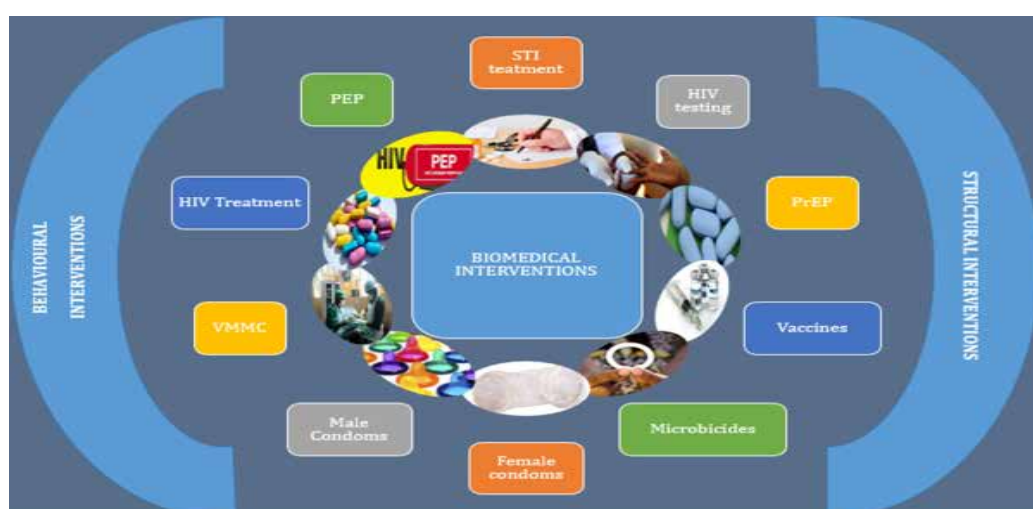 STI
teatment
PEP
HIV
testing
HIV
PEP
HIV Treatment
PrEP
BIOMEDICAL
INTERVENTIONS
BEHAVIOURAL
INTERVENTIONS
STRUCTURAL INTERVENTIONS
VMMC
Vaccines
Male
Condoms
Microbicides
Female
condoms